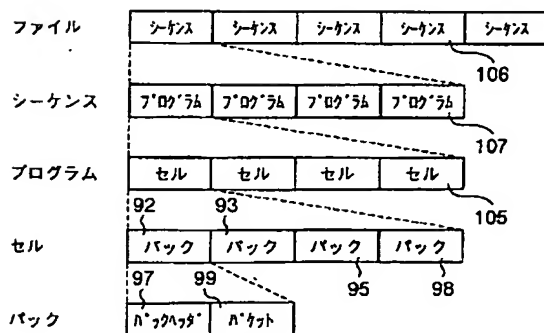 ファイル シーケンス シーケンス シーケンス シーケンス シーケンス
106
シーケンス プログラム プログラム プログラム プログラム
107
プログラム セル セル セル セル
105
92 93
セル パック パック パック パック
97 99 95 98
パック パックヘッダ パケット